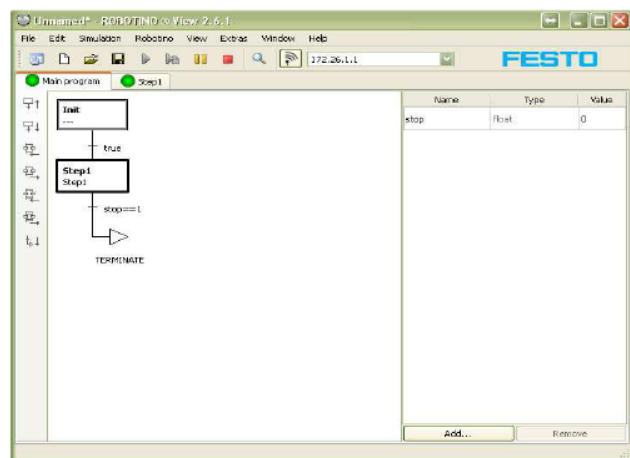 Unnamed* - ROBOTINO ® View 2.6.1
File Edit Simulation Robotino View Extras Window Help
172.26.1.1
FESTO
Main program Step1
Name Type Value
stop float 0
Init
---
true
Step1
Step1
stop==1
TERMINATE
Add... Remove